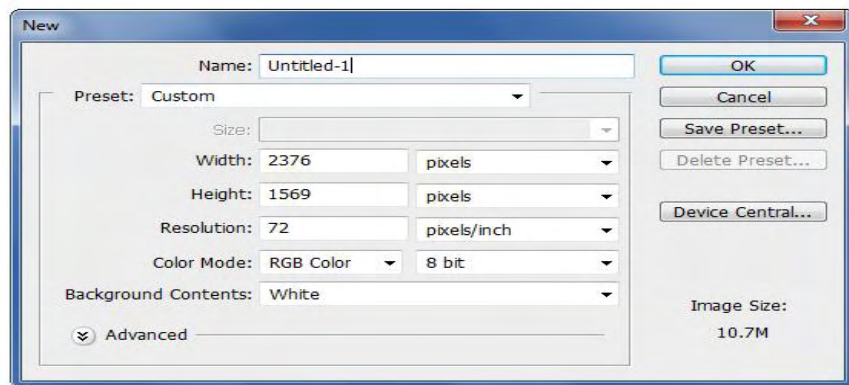 New
Name: Untitled-1
OK
Preset: Custom
Cancel
Size:
Save Preset...
Width: 2376 pixels
Delete Preset...
Height: 1569 pixels
Device Central...
Resolution: 72 pixels/inch
Color Mode: RGB Color 8 bit
Background Contents: White
Image Size:
Advanced
10.7M